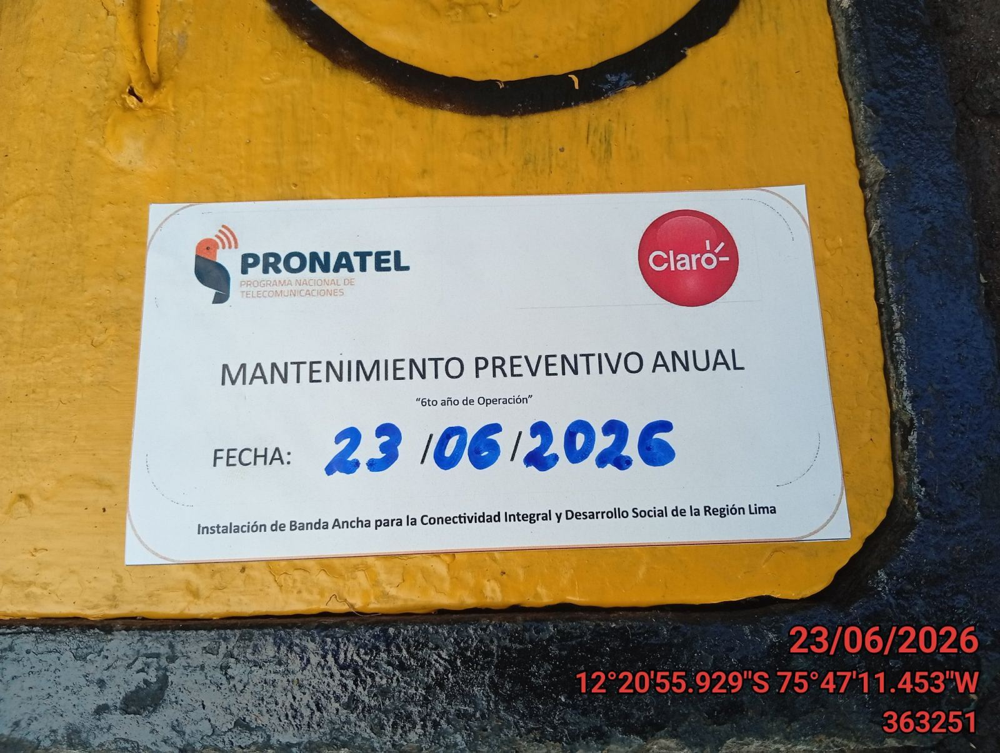 PRONATEL
PROGRAMA NACIONAL DE
TELECOMUNICACIONES
Claro
MANTENIMIENTO PREVENTIVO ANUAL
“6to año de Operación”
FECHA: 23/06/2026
Instalación de Banda Ancha para la Conectividad Integral y Desarrollo Social de la Región Lima
23/06/2026
12°20'55.929"S 75°47'11.453"W
363251